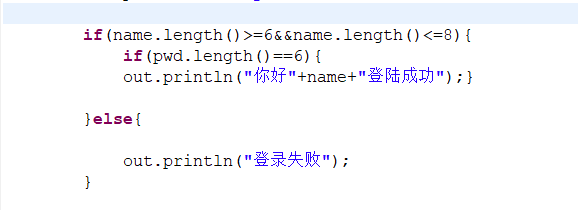 if(name.length()>=6&&name.length()<=8){
if(pwd.length()==6){
out.println("你好"+name+"登陆成功");}
}else{
out.println("登录失败");
}